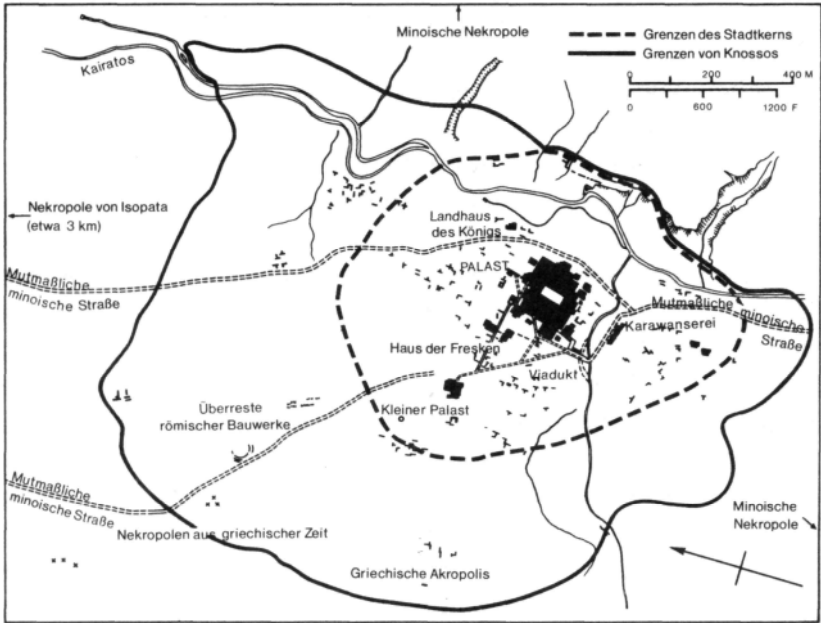 Minoische Nekropole
Grenzen des Stadtkerns
Grenzen von Knossos
0 200 400 M
0 600 1200 F
Kairatos
Nekropole von Isopata
(etwa 3 km)
Landhaus
des Königs
Mutmaßliche
minoische Straße
PALAST
Mutmaßliche minoische
Straße
Karawanserei
Haus der Fresken
Viadukt
Kleiner Palast
Überreste
römischer Bauwerke
Mutmaßliche
minoische Straße
Nekropolen aus griechischer Zeit
Griechische Akropolis
Minoische
Nekropole